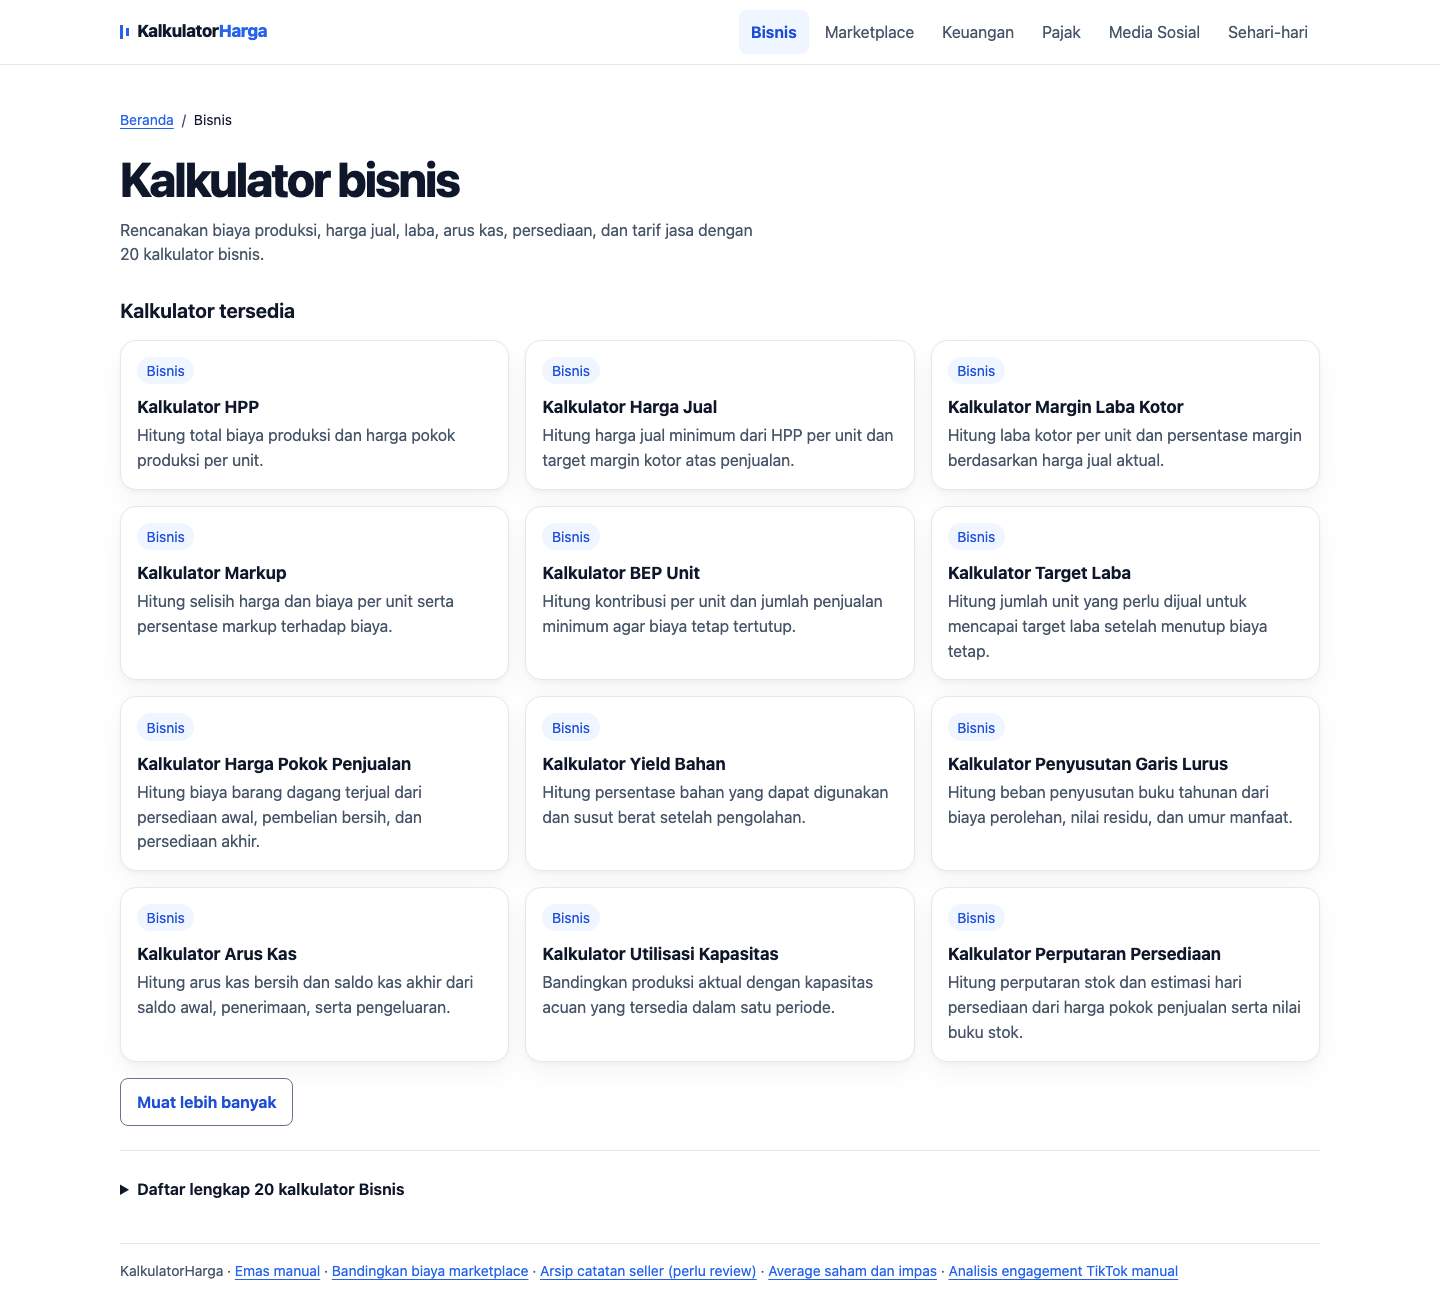 KalkulatorHarga
Bisnis
Marketplace
Keuangan
Pajak
Media Sosial
Sehari-hari
Beranda / Bisnis
Kalkulator bisnis
Rencanakan biaya produksi, harga jual, laba, arus kas, persediaan, dan tarif jasa dengan
20 kalkulator bisnis.
Kalkulator tersedia
Bisnis
Kalkulator HPP
Hitung total biaya produksi dan harga pokok
produksi per unit.
Bisnis
Kalkulator Harga Jual
Hitung harga jual minimum dari HPP per unit dan
target margin kotor atas penjualan.
Bisnis
Kalkulator Margin Laba Kotor
Hitung laba kotor per unit dan persentase margin
berdasarkan harga jual aktual.
Bisnis
Kalkulator Markup
Hitung selisih harga dan biaya per unit serta
persentase markup terhadap biaya.
Bisnis
Kalkulator BEP Unit
Hitung kontribusi per unit dan jumlah penjualan
minimum agar biaya tetap tertutup.
Bisnis
Kalkulator Target Laba
Hitung jumlah unit yang perlu dijual untuk
mencapai target laba setelah menutup biaya
tetap.
Bisnis
Kalkulator Harga Pokok Penjualan
Hitung biaya barang dagang terjual dari
persediaan awal, pembelian bersih, dan
persediaan akhir.
Bisnis
Kalkulator Yield Bahan
Hitung persentase bahan yang dapat digunakan
dan susut berat setelah pengolahan.
Bisnis
Kalkulator Penyusutan Garis Lurus
Hitung beban penyusutan buku tahunan dari
biaya perolehan, nilai residu, dan umur manfaat.
Bisnis
Kalkulator Arus Kas
Hitung arus kas bersih dan saldo kas akhir dari
saldo awal, penerimaan, serta pengeluaran.
Bisnis
Kalkulator Utilisasi Kapasitas
Bandingkan produksi aktual dengan kapasitas
acuan yang tersedia dalam satu periode.
Bisnis
Kalkulator Perputaran Persediaan
Hitung perputaran stok dan estimasi hari
persediaan dari harga pokok penjualan serta nilai
buku stok.
Muat lebih banyak
Daftar lengkap 20 kalkulator Bisnis
KalkulatorHarga · Emas manual · Bandingkan biaya marketplace · Arsip catatan seller (perlu review) · Average saham dan impas · Analisis engagement TikTok manual